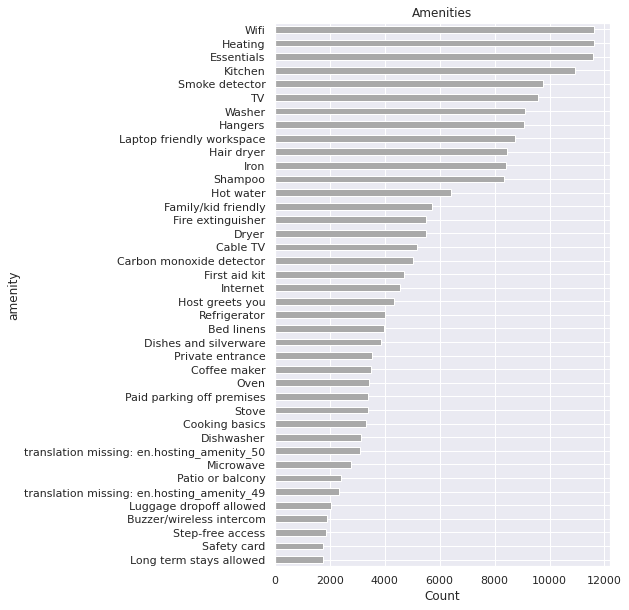 Amenities
Wifi
Heating
Essentials
Kitchen
Smoke detector
TV
Washer
Hangers
Laptop friendly workspace
Hair dryer
Iron
Shampoo
Hot water
Family/kid friendly
Fire extinguisher
Dryer
Cable TV
Carbon monoxide detector
First aid kit
Internet
Host greets you
Refrigerator
Bed linens
Dishes and silverware
Private entrance
Coffee maker
Oven
Paid parking off premises
Stove
Cooking basics
Dishwasher
translation missing: en.hosting_amenity_50
Microwave
Patio or balcony
translation missing: en.hosting_amenity_49
Luggage dropoff allowed
Buzzer/wireless intercom
Step-free access
Safety card
Long term stays allowed
amenity
0 2000 4000 6000 8000 10000 12000
Count